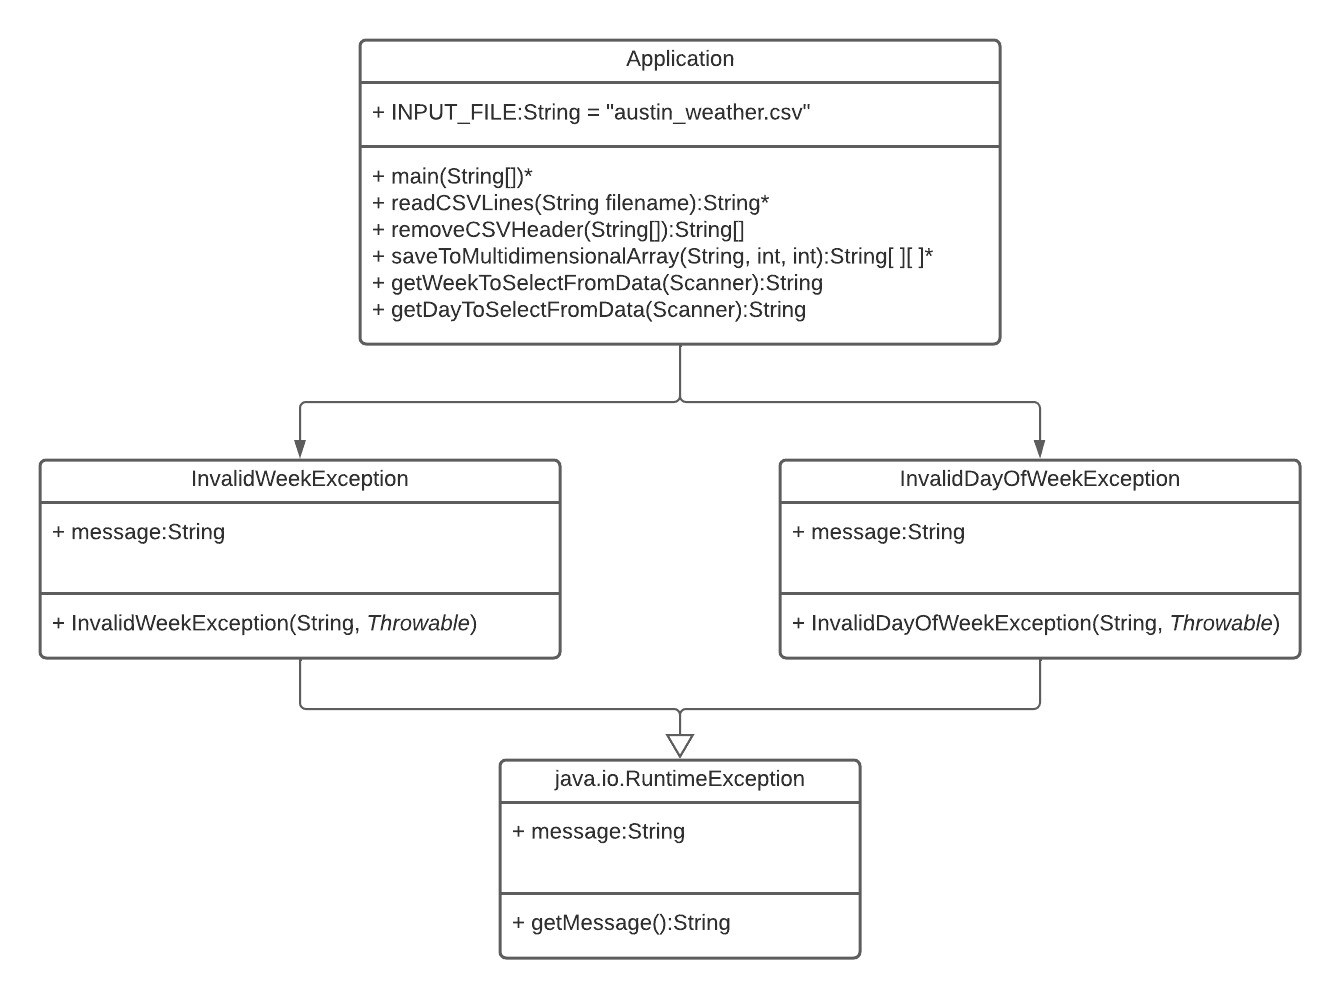 Application
+ INPUT_FILE:String = "austin_weather.csv"
+ main(String[])*
+ readCSVLines(String filename):String*
+ removeCSVHeader(String[]):String[]
+ saveToMultidimensionalArray(String, int, int):String[ ][ ]*
+ getWeekToSelectFromData(Scanner):String
+ getDayToSelectFromData(Scanner):String
InvalidWeekException
+ message:String
+ InvalidWeekException(String, Throwable)
InvalidDayOfWeekException
+ message:String
+ InvalidDayOfWeekException(String, Throwable)
java.io.RuntimeException
+ message:String
+ getMessage():String